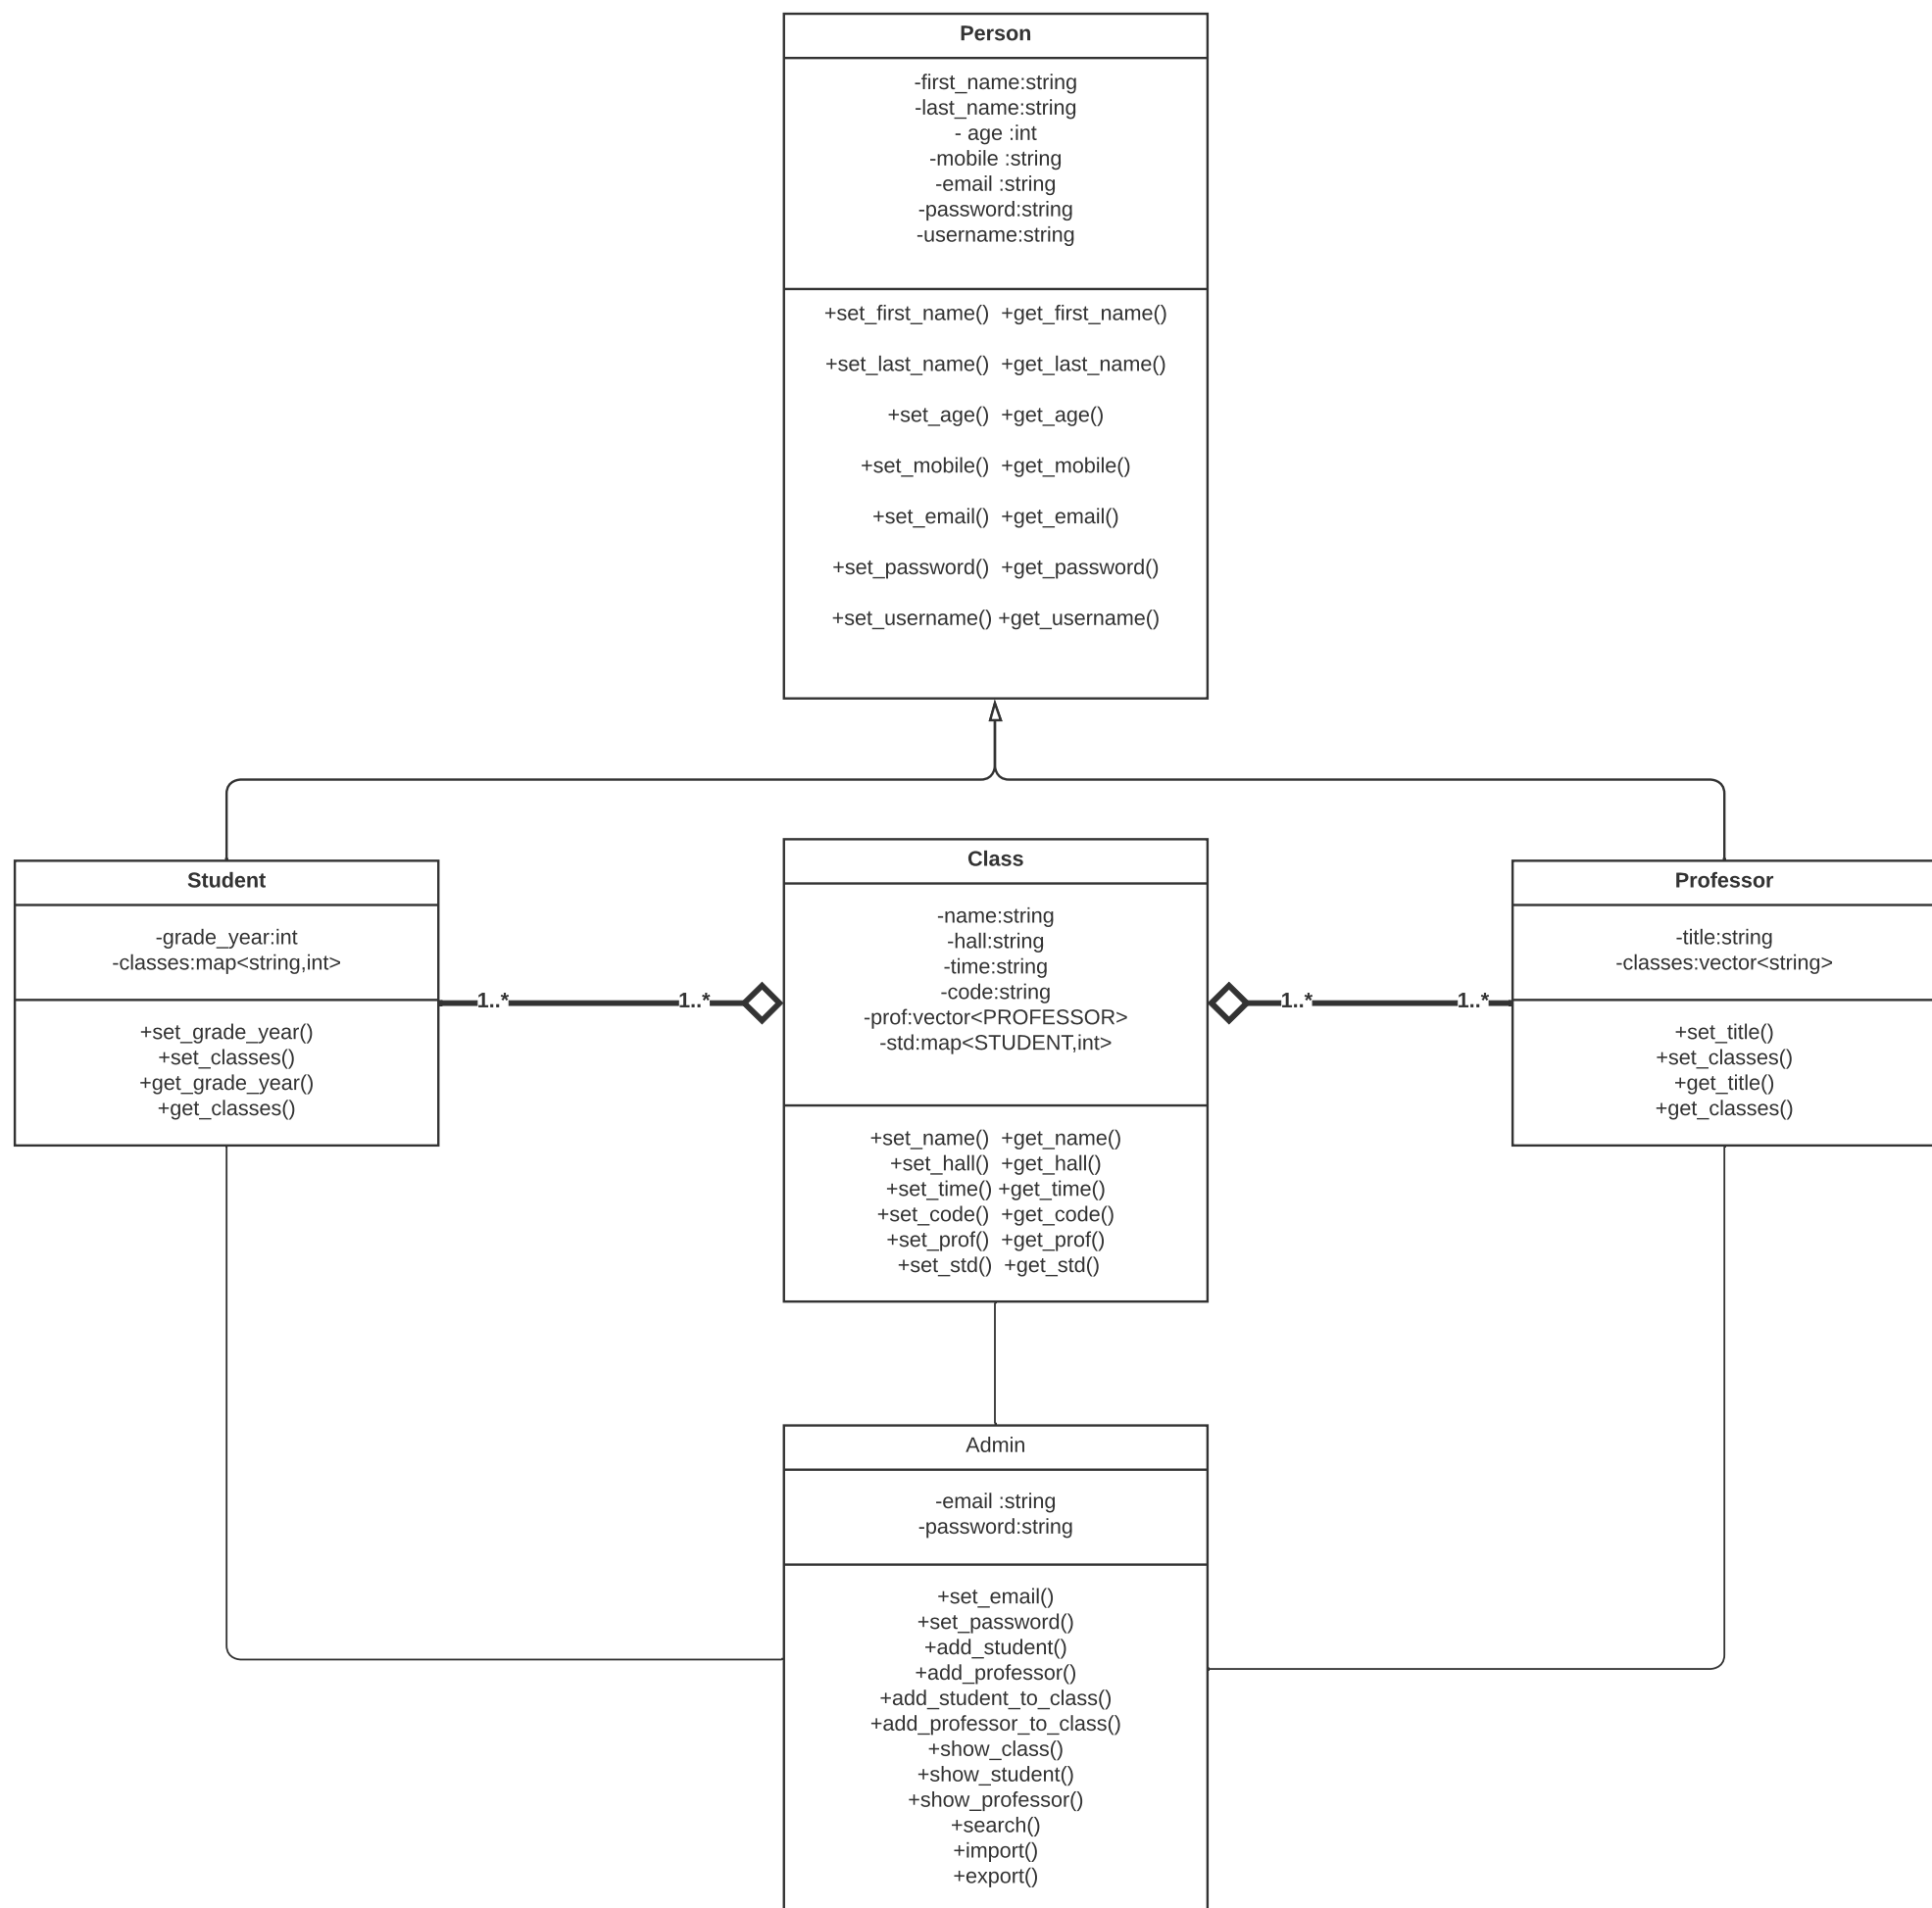 Person
-first_name:string
-last_name:string
- age :int
-mobile :string
-email :string
-password:string
-username:string
+set_first_name()  +get_first_name()
+set_last_name()  +get_last_name()
+set_age()  +get_age()
+set_mobile()  +get_mobile()
+set_email()  +get_email()
+set_password()  +get_password()
+set_username() +get_username()
Student
-grade_year:int
-classes:map<string,int>
+set_grade_year()
+set_classes()
+get_grade_year()
+get_classes()
1..*
1..*
Class
-name:string
-hall:string
-time:string
-code:string
-prof:vector<PROFESSOR>
-std:map<STUDENT,int>
+set_name()  +get_name()
+set_hall()  +get_hall()
+set_time() +get_time()
+set_code()  +get_code()
+set_prof()  +get_prof()
+set_std()  +get_std()
1..*
1..*
Professor
-title:string
-classes:vector<string>
+set_title()
+set_classes()
+get_title()
+get_classes()
Admin
-email :string
-password:string
+set_email()
+set_password()
+add_student()
+add_professor()
+add_student_to_class()
+add_professor_to_class()
+show_class()
+show_student()
+show_professor()
+search()
+import()
+export()